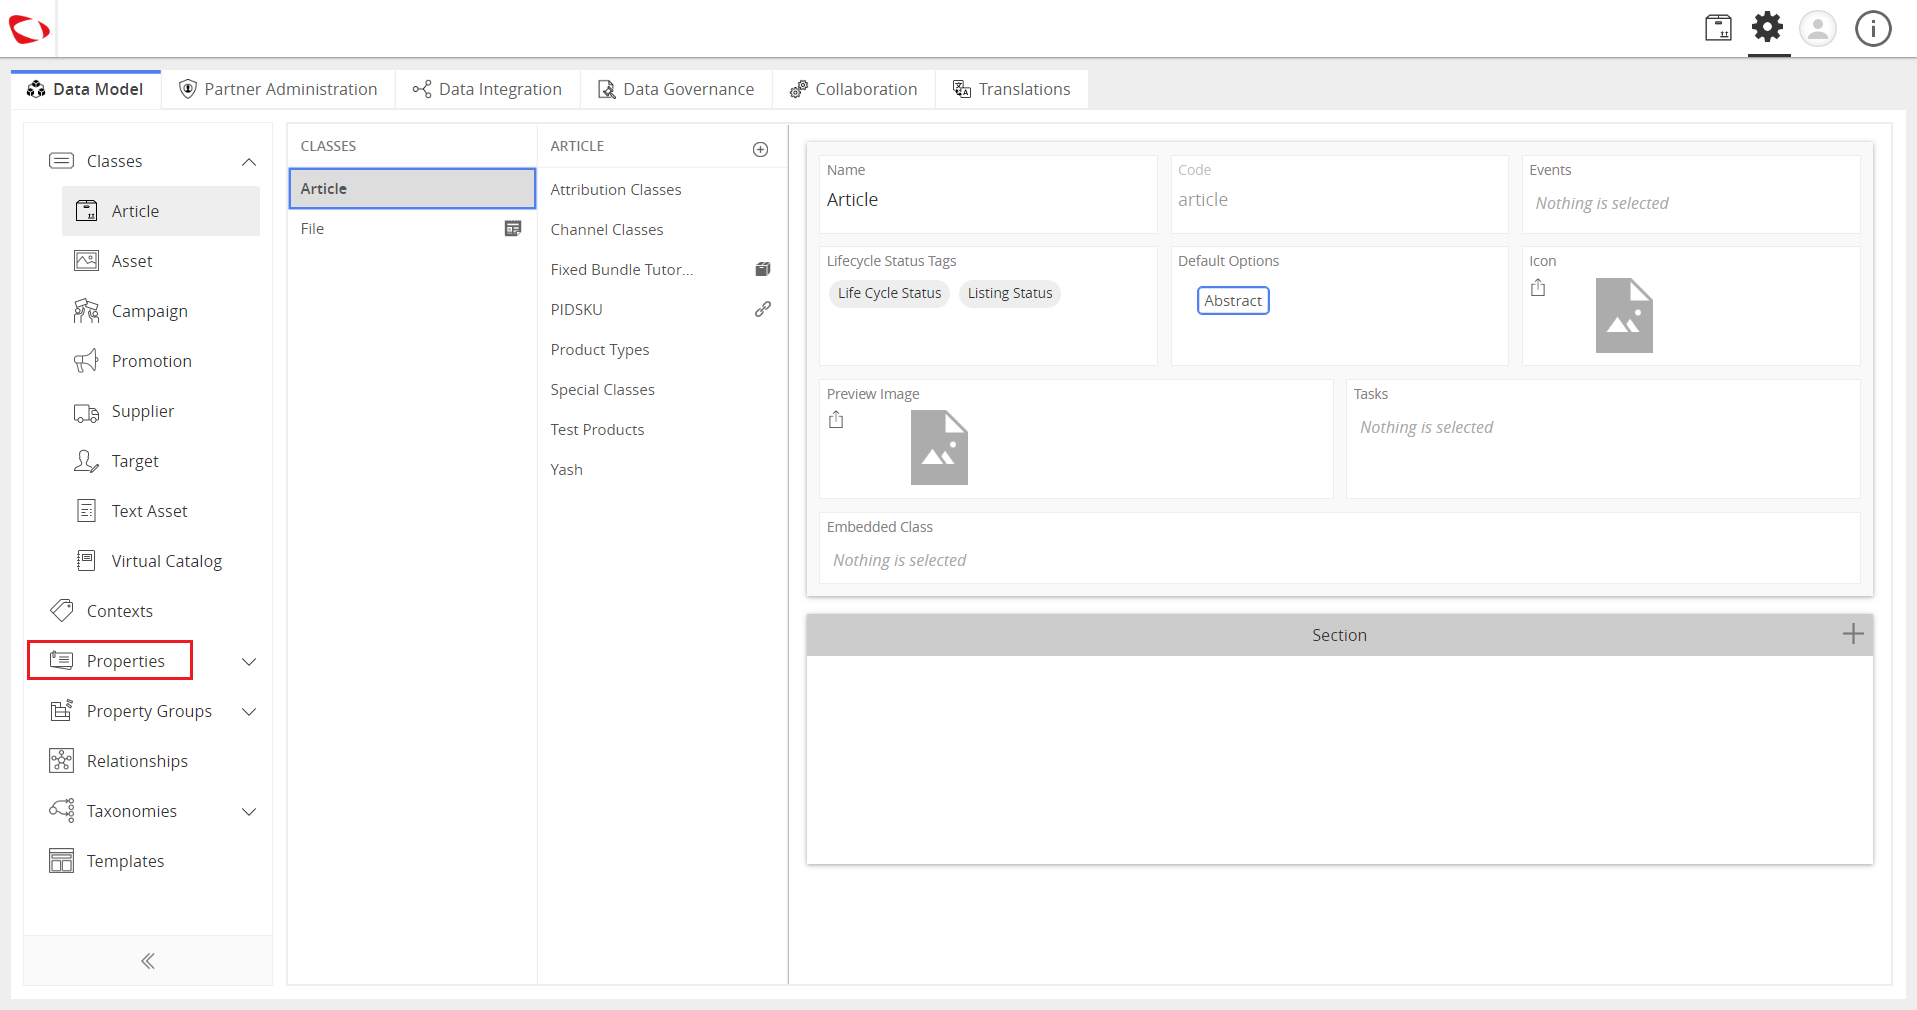 Data Model
Partner Administration
Data Integration
Data Governance
Collaboration
Translations
Classes
Article
Asset
Campaign
Promotion
Supplier
Target
Text Asset
Virtual Catalog
Contexts
Properties
Property Groups
Relationships
Taxonomies
Templates
CLASSES
Article
File
ARTICLE
Attribution Classes
Channel Classes
Fixed Bundle Tutor...
PIDSKU
Product Types
Special Classes
Test Products
Yash
Name
Article
Code
article
Events
Nothing is selected
Lifecycle Status Tags
Life Cycle Status
Listing Status
Default Options
Abstract
Icon
Preview Image
Tasks
Nothing is selected
Embedded Class
Nothing is selected
Section